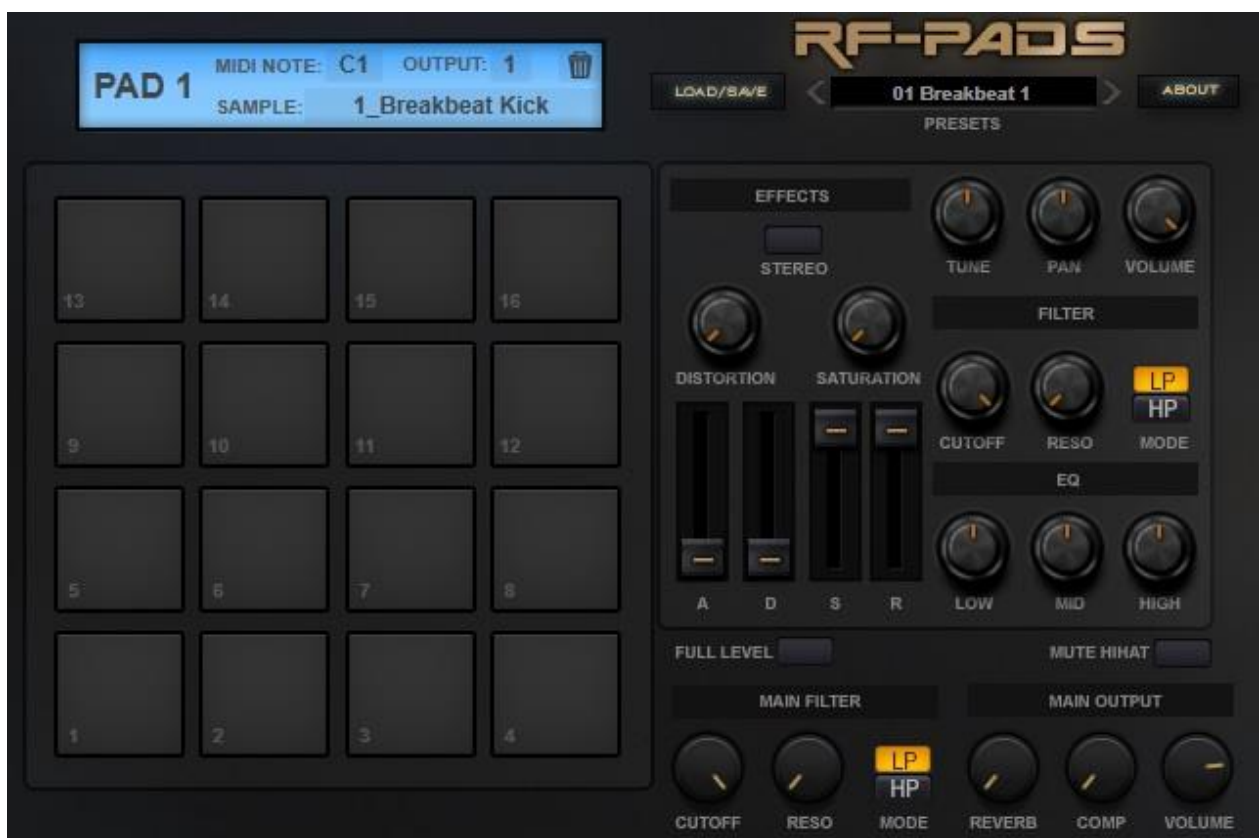 RF-PADS
PAD 1
MIDI NOTE: C1 OUTPUT: 1
SAMPLE: 1_Breakbeat Kick
LOAD/SAVE
01 Breakbeat 1
ABOUT
PRESETS
13 14 15 16
9 10 11 12
5 6 7 8
1 2 3 4
EFFECTS
STEREO
DISTORTION SATURATION
A D S R
TUNE PAN VOLUME
FILTER
LP
HP
CUTOFF RESO MODE
EQ
LOW MID HIGH
FULL LEVEL
MUTE HIHAT
MAIN FILTER
LP
HP
CUTOFF RESO MODE
MAIN OUTPUT
REVERB COMP VOLUME